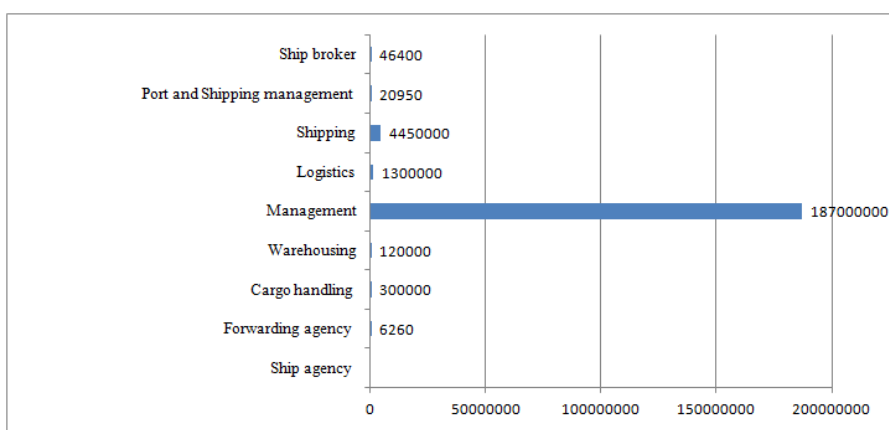 Ship broker 46400
Port and Shipping management 20950
Shipping 4450000
Logistics 1300000
Management 187000000
Warehousing 120000
Cargo handling 300000
Forwarding agency 6260
Ship agency
0 50000000 100000000 150000000 200000000